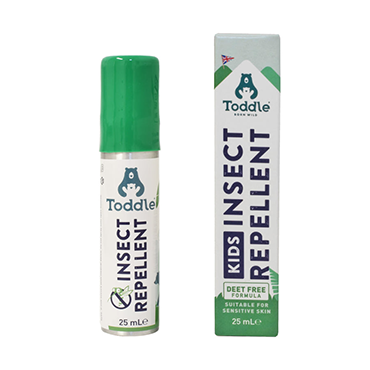 Toddle
INSECT
REPELLENT
25 mLe
Toddle
BORN WILD
KIDS INSECT
REPELLENT
DEET FREE
FORMULA
SUITABLE FOR
SENSITIVE SKIN
25 mLe